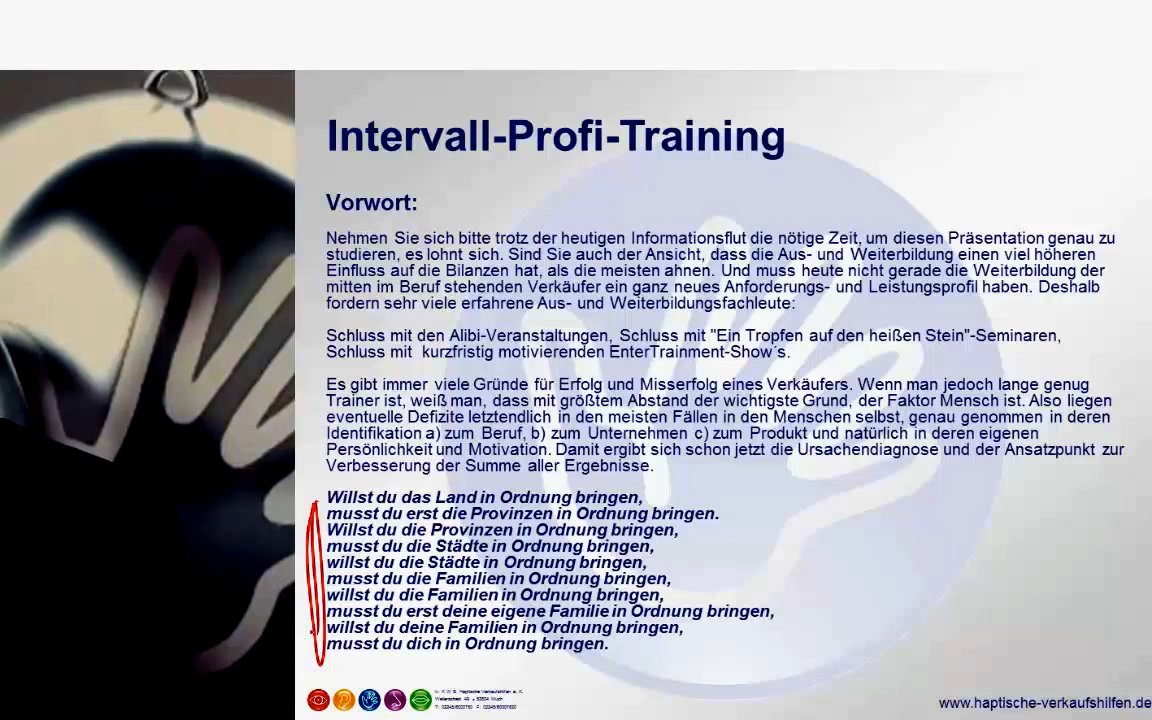 Intervall-Profi-Training
Vorwort:
Nehmen Sie sich bitte trotz der heutigen Informationsflut die nötige Zeit, um diesen Präsentation genau zu
studieren, es lohnt sich. Sind Sie auch der Ansicht, dass die Aus- und Weiterbildung einen viel höheren
Einfluss auf die Bilanzen hat, als die meisten ahnen. Und muss heute nicht gerade die Weiterbildung der
mitten im Beruf stehenden Verkäufer ein ganz neues Anforderungs- und Leistungsprofil haben. Deshalb
fordern sehr viele erfahrene Aus- und Weiterbildungsfachleute:
Schluss mit den Alibi-Veranstaltungen, Schluss mit "Ein Tropfen auf den heißen Stein"-Seminaren,
Schluss mit kurzfristig motivierenden EnterTrainment-Show´s.
Es gibt immer viele Gründe für Erfolg und Misserfolg eines Verkäufers. Wenn man jedoch lange genug
Trainer ist, weiß man, dass mit größtem Abstand der wichtigste Grund, der Faktor Mensch ist. Also liegen
eventuelle Defizite letztendlich in den meisten Fällen in den Menschen selbst, genau genommen in deren
Identifikation a) zum Beruf, b) zum Unternehmen c) zum Produkt und natürlich in deren eigenen
Persönlichkeit und Motivation. Damit ergibt sich schon jetzt die Ursachendiagnose und der Ansatzpunkt zur
Verbesserung der Summe aller Ergebnisse.
Willst du das Land in Ordnung bringen,
musst du erst die Provinzen in Ordnung bringen.
Willst du die Provinzen in Ordnung bringen,
musst du die Städte in Ordnung bringen,
willst du die Städte in Ordnung bringen,
musst du die Familien in Ordnung bringen,
willst du die Familien in Ordnung bringen,
musst du erst deine eigene Familie in Ordnung bringen,
willst du deine Familien in Ordnung bringen,
musst du dich in Ordnung bringen.
Haptische Verkaufshilfen e. K.
www.haptische-verkaufshilfen.de